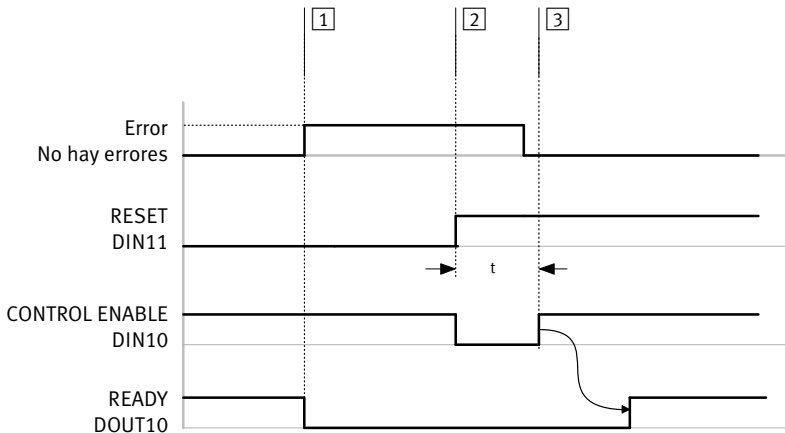 1 2 3
Error
No hay errores
RESET
DIN11
t
CONTROL ENABLE
DIN10
READY
DOUT10